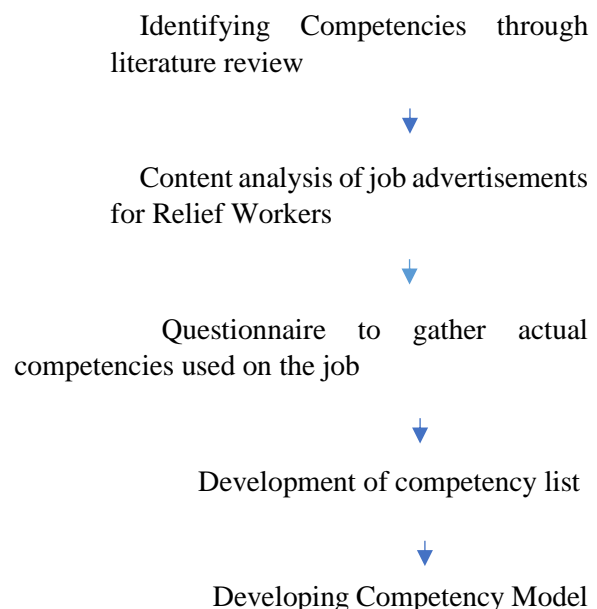 Identifying Competencies through
literature review
Content analysis of job advertisements
for Relief Workers
Questionnaire to gather actual
competencies used on the job
Development of competency list
Developing Competency Model